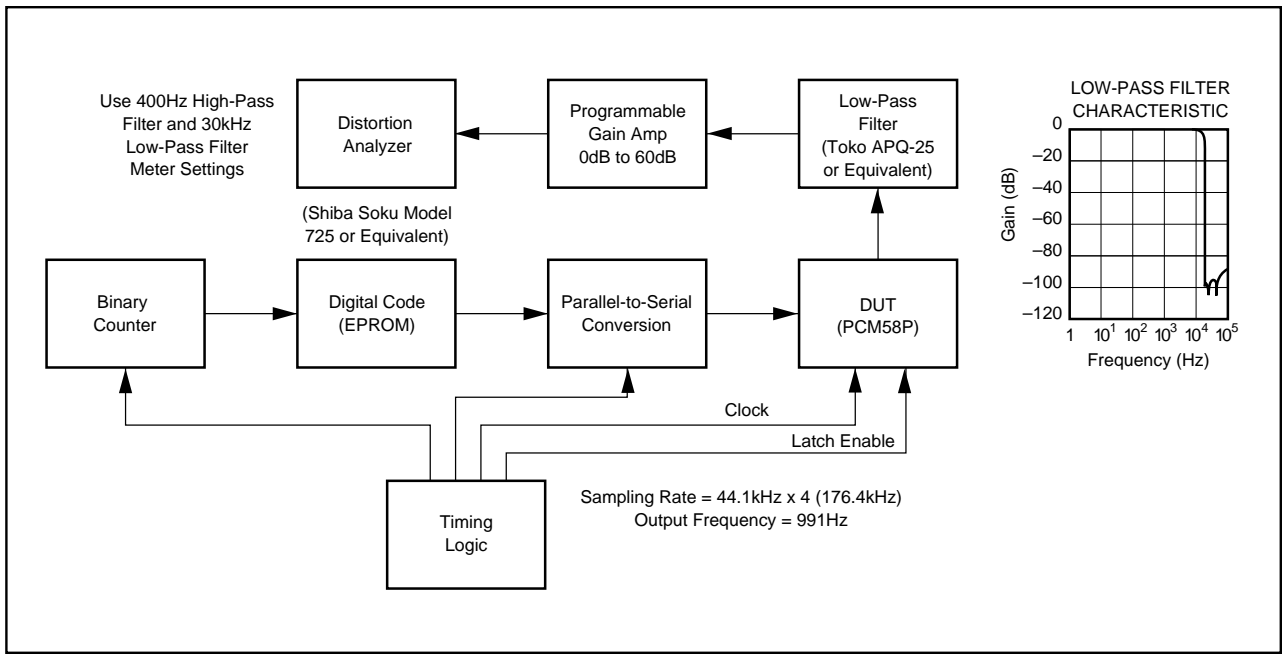 Use 400Hz High-Pass
Filter and 30kHz
Low-Pass Filter
Meter Settings
Distortion
Analyzer
(Shiba Soku Model
725 or Equivalent)
Programmable
Gain Amp
0dB to 60dB
Low-Pass
Filter
(Toko APQ-25
or Equivalent)
LOW-PASS FILTER
CHARACTERISTIC
Gain (dB)
0
–20
–40
–60
–80
–100
–120
1 10¹ 10² 10³ 10⁴ 10⁵
Frequency (Hz)
Binary
Counter
Digital Code
(EPROM)
Parallel-to-Serial
Conversion
DUT
(PCM58P)
Clock
Latch Enable
Timing
Logic
Sampling Rate = 44.1kHz x 4 (176.4kHz)
Output Frequency = 991Hz